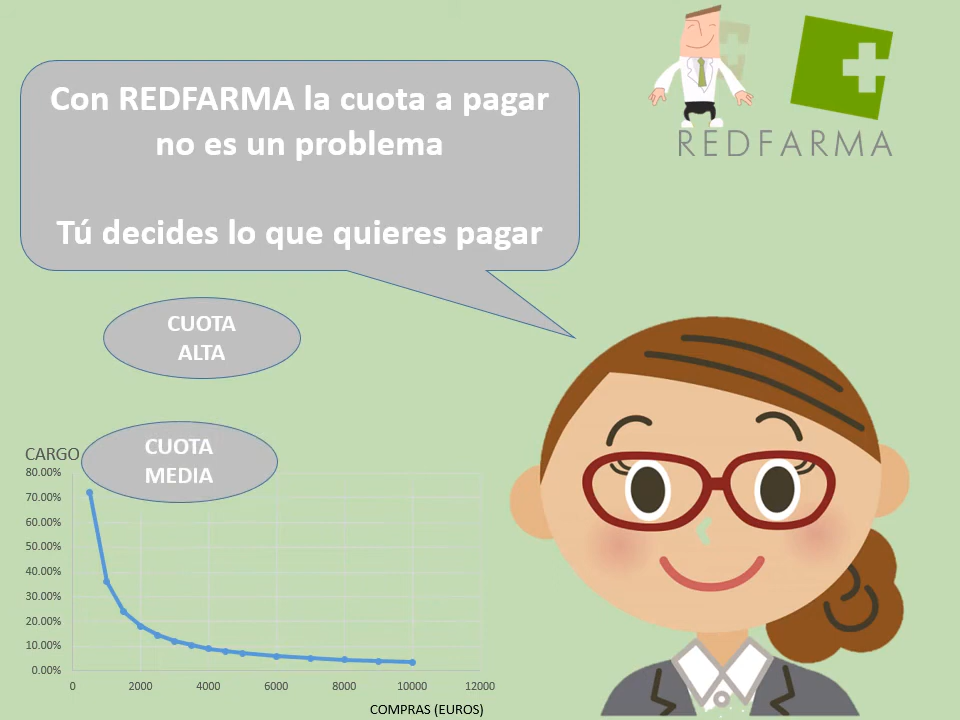 Con REDFARMA la cuota a pagar
no es un problema
Tú decides lo que quieres pagar
REDFARMA
CUOTA
ALTA
CUOTA
MEDIA
CARGO
80.00%
70.00%
60.00%
50.00%
40.00%
30.00%
20.00%
10.00%
0.00%
0 2000 4000 6000 8000 10000 12000
COMPRAS (EUROS)